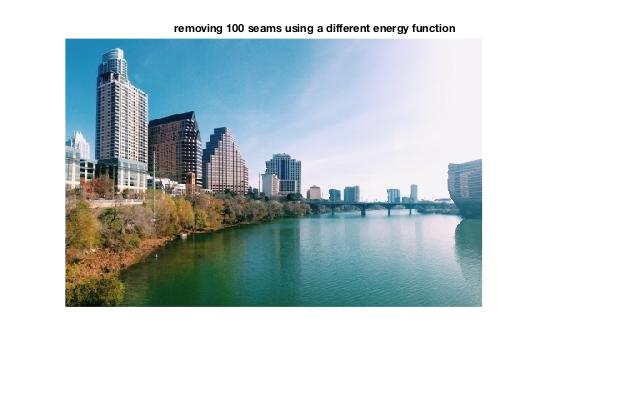 removing 100 seams using a different energy function